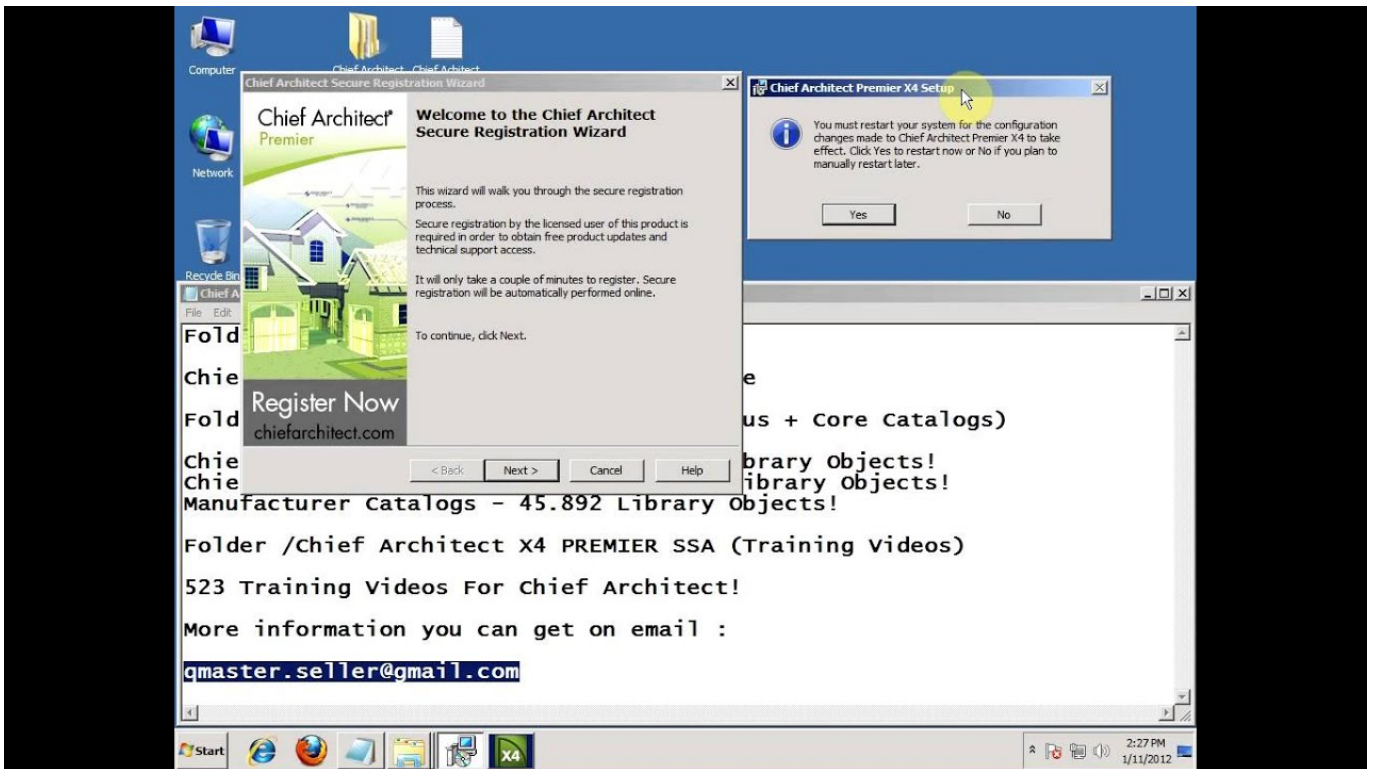 Computer
Chief Architect
Chief Achitect
Network
Recycle Bin
Chief Architect Secure Registration Wizard
Chief Architect®
Premier
Register Now
chiefarchitect.com
Welcome to the Chief Architect
Secure Registration Wizard
This wizard will walk you through the secure registration
process.
Secure registration by the licensed user of this product is
required in order to obtain free product updates and
technical support access.
It will only take a couple of minutes to register. Secure
registration will be automatically performed online.
To continue, click Next.
< Back
Next >
Cancel
Help
Chief Architect Premier X4 Setup
You must restart your system for the configuration
changes made to Chief Architect Premier X4 to take
effect. Click Yes to restart now or No if you plan to
manually restart later.
Yes
No
Chief A
File Edit
Fold
Chie e
Fold us + Core Catalogs)
Chie brary Objects!
Chie ibrary Objects!
Manufacturer Catalogs - 45.892 Library Objects!
Folder /Chief Architect X4 PREMIER SSA (Training Videos)
523 Training Videos For Chief Architect!
More information you can get on email :
qmaster.seller@gmail.com
Start
X4
2:27 PM
1/11/2012